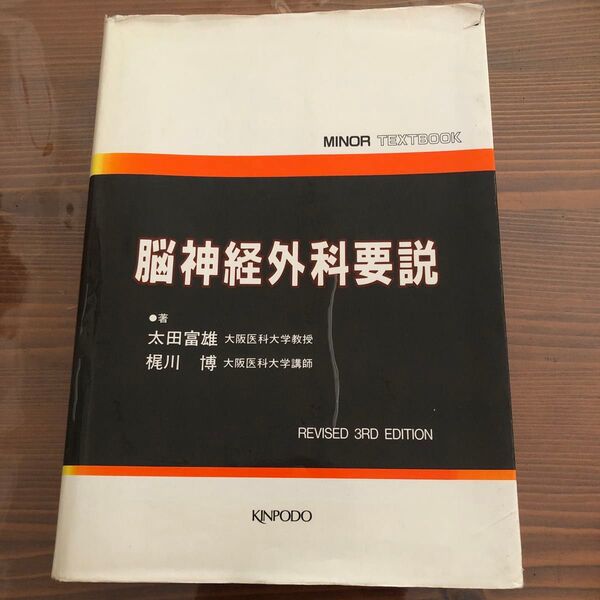 MINOR TEXTBOOK
脳神経外科要説
●著
太田富雄 大阪医科大学教授
梶川 博 大阪医科大学講師
REVISED 3RD EDITION
KINPODO